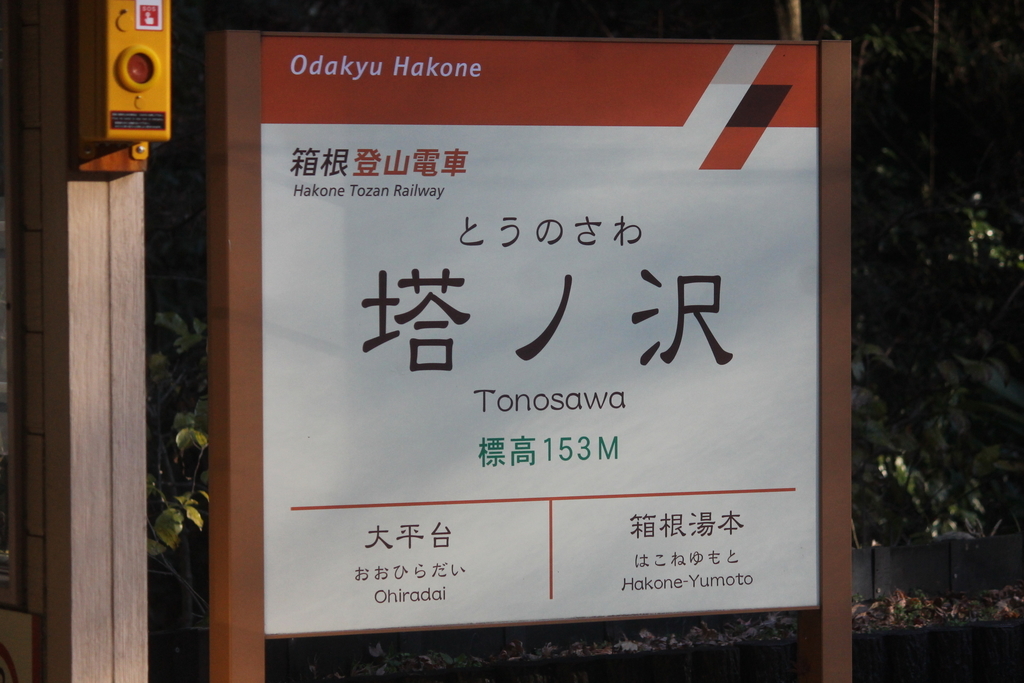 SOS
Odakyu Hakone
箱根登山電車
Hakone Tozan Railway
とうのさわ
塔ノ沢
Tonosawa
標高153M
大平台
おおひらだい
Ohiradai
箱根湯本
はこねゆもと
Hakone-Yumoto